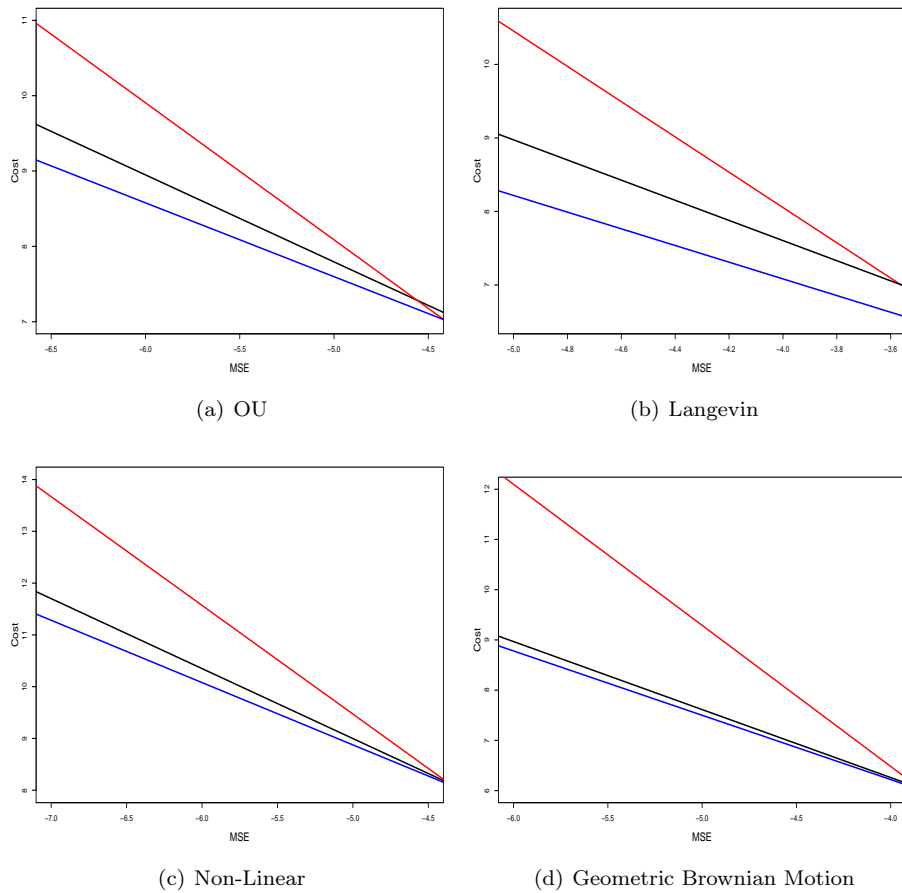 11
10
9
8
7
Cost
−6.5 −6.0 −5.5 −5.0 −4.5
MSE
(a) OU
10
9
8
7
Cost
−5.0 −4.8 −4.6 −4.4 −4.2 −4.0 −3.8 −3.6
MSE
(b) Langevin
14
13
12
11
10
9
8
Cost
−7.0 −6.5 −6.0 −5.5 −5.0 −4.5
MSE
(c) Non-Linear
12
11
10
9
8
7
6
Cost
−6.0 −5.5 −5.0 −4.5 −4.0
MSE
(d) Geometric Brownian Motion